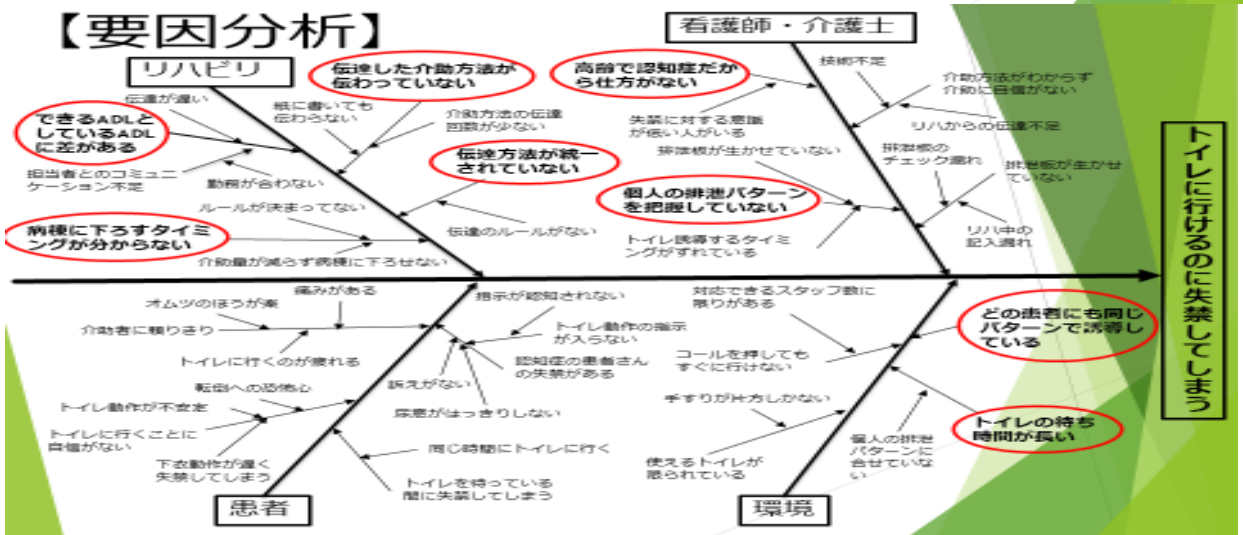 【要因分析】
リハビリ
伝達した介助方法が
伝わっていない
伝達が遅い
紙に書いても
伝わらない
できるADLと
しているADL
に差がある
介助方法の伝達
回数が少ない
担当者とのコミュニ
ケーション不足
勤務が合わない
伝達方法が統一
されていない
ルールが決まってない
病棟に下ろすタイミ
ングが分からない
伝達のルールがない
介助量が減らず病棟に下ろせない
看護師・介護士
高齢で認知症だか
ら仕方がない
技術不足
介助方法がわからず
介助に自信がない
失禁に対する意識
が低い人がいる
リハからの伝達不足
排泄板が生かせていない
排泄板の
チェック漏れ
排泄板が生かせ
ていない
個人の排泄パターン
を把握していない
トイレ誘導するタイミ
ングがずれている
リハ中の
記入漏れ
トイレに行けるのに失禁してしまう
痛みがある
オムツのほうが楽
介助者に頼りきり
トイレに行くのが疲れる
指示が認知されない
トイレ動作の指示
が入らない
認知症の患者さん
の失禁がある
訴えがない
尿意がはっきりしない
転倒への恐怖心
トイレ動作が不安定
トイレに行くことに
自信がない
下衣動作が遅く
失禁してしまう
同じ時間にトイレに行く
トイレを待っている
間に失禁してしまう
患者
対応できるスタッフ数に
限りがある
どの患者にも同じ
パターンで誘導し
ている
コールを押しても
すぐに行けない
手すりが片方しかない
トイレの待ち
時間が長い
使えるトイレが
限られている
個人の排泄
パターンに
合せていな
い
環境